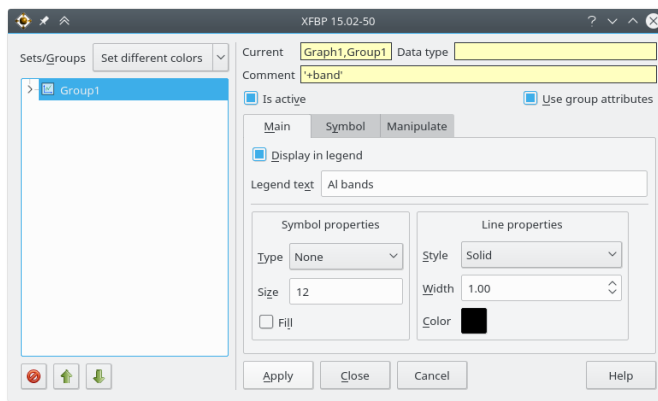 XFBP 15.02-50
Sets/Groups Set different colors
Group1
Current Graph1,Group1 Data type
Comment '+band'
Is active Use group attributes
Main Symbol Manipulate
Display in legend
Legend text Al bands
Symbol properties
Type None
Size 12
Fill
Line properties
Style Solid
Width 1.00
Color
Apply Close Cancel Help